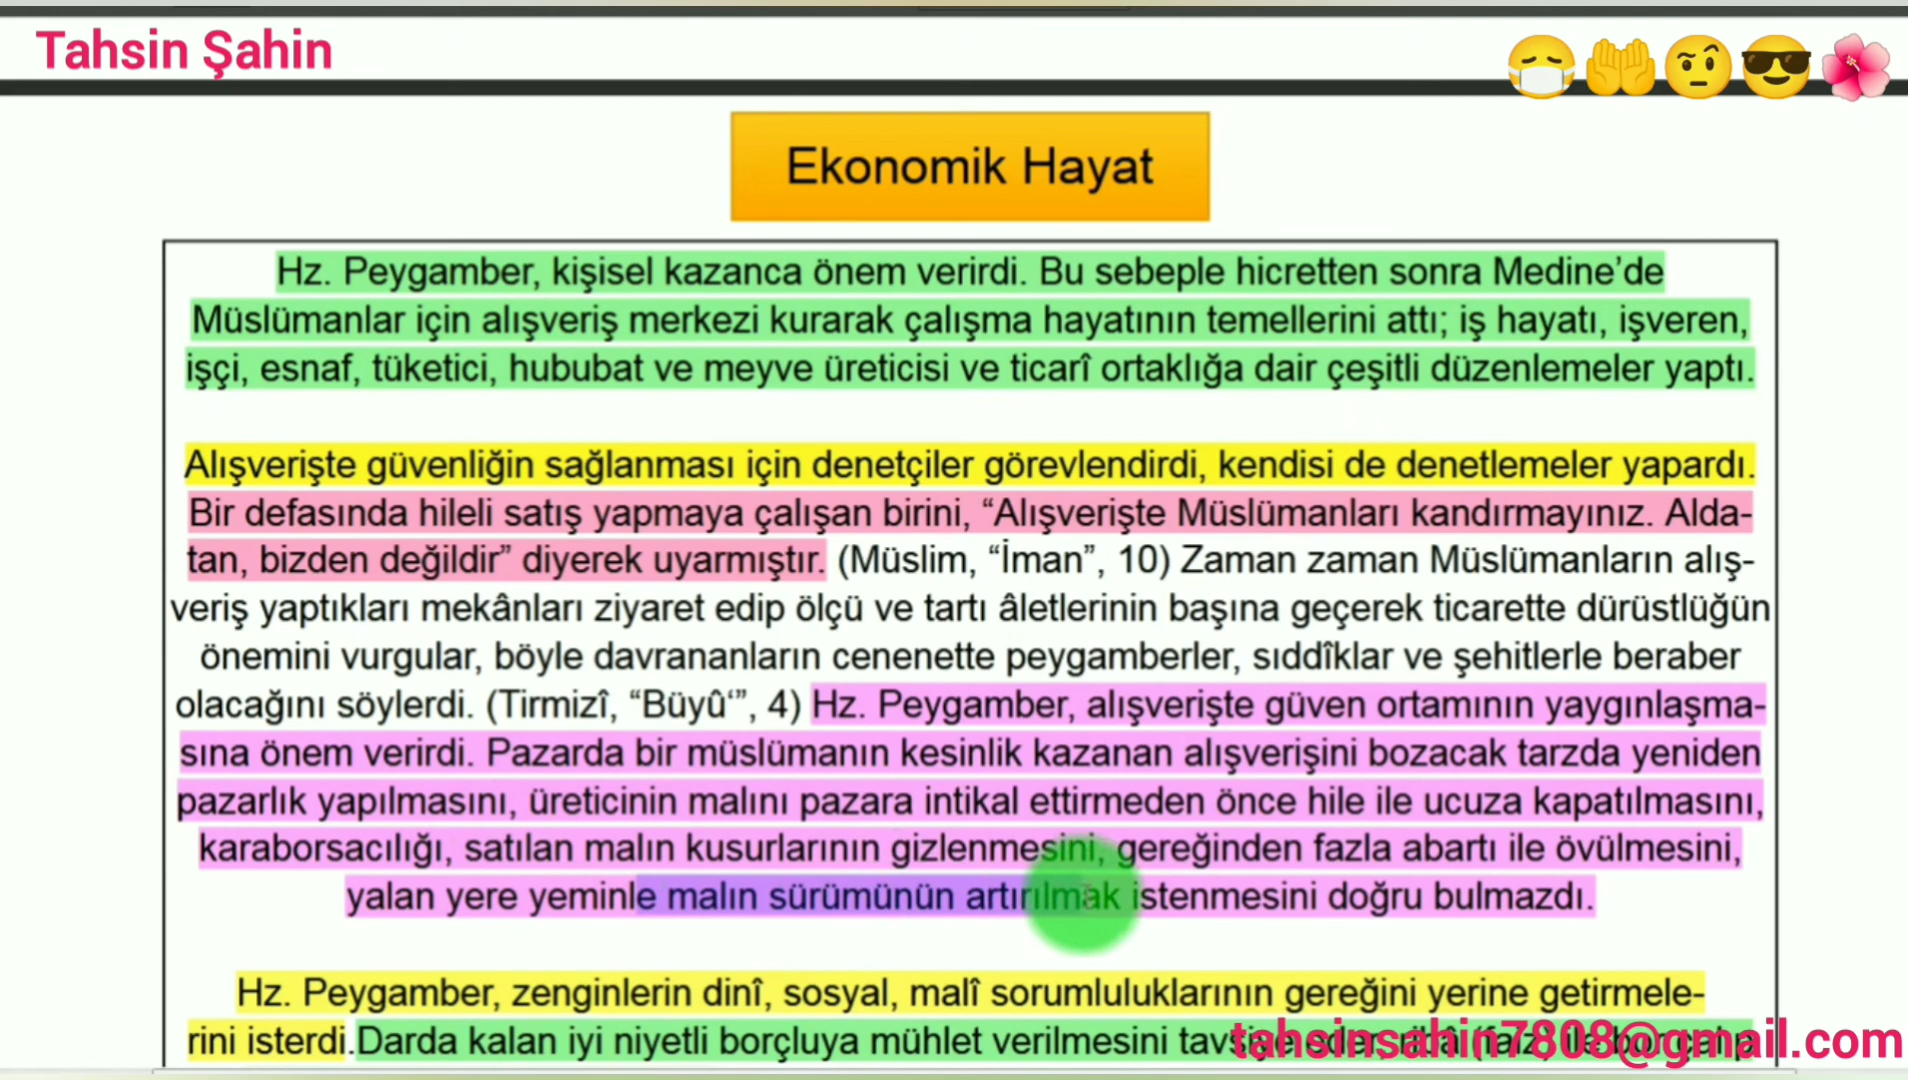 Tahsin Şahin
Ekonomik Hayat
Hz. Peygamber, kişisel kazanca önem verirdi. Bu sebeple hicretten sonra Medine’de
Müslümanlar için alışveriş merkezi kurarak çalışma hayatının temellerini attı; iş hayatı, işveren,
işçi, esnaf, tüketici, hububat ve meyve üreticisi ve ticarî ortaklığa dair çeşitli düzenlemeler yaptı.
Alışverişte güvenliğin sağlanması için denetçiler görevlendirdi, kendisi de denetlemeler yapardı.
Bir defasında hileli satış yapmaya çalışan birini, “Alışverişte Müslümanları kandırmayınız. Alda-
tan, bizden değildir” diyerek uyarmıştır. (Müslim, “İman”, 10) Zaman zaman Müslümanların alış-
veriş yaptıkları mekânları ziyaret edip ölçü ve tartı âletlerinin başına geçerek ticarette dürüstlüğün
önemini vurgular, böyle davrananların cenenette peygamberler, sıddîklar ve şehitlerle beraber
olacağını söylerdi. (Tirmizî, “Büyû‘”, 4) Hz. Peygamber, alışverişte güven ortamının yaygınlaşma-
sına önem verirdi. Pazarda bir müslümanın kesinlik kazanan alışverişini bozacak tarzda yeniden
pazarlık yapılmasını, üreticinin malını pazara intikal ettirmeden önce hile ile ucuza kapatılmasını,
karaborsacılığı, satılan malın kusurlarının gizlenmesini, gereğinden fazla abartı ile övülmesini,
yalan yere yeminle malın sürümünün artırılmak istenmesini doğru bulmazdı.
Hz. Peygamber, zenginlerin dinî, sosyal, malî sorumluluklarının gereğini yerine getirmele-
rini isterdi.Darda kalan iyi niyetli borçluya mühlet verilmesini
tahsinsahin7808@gmail.com